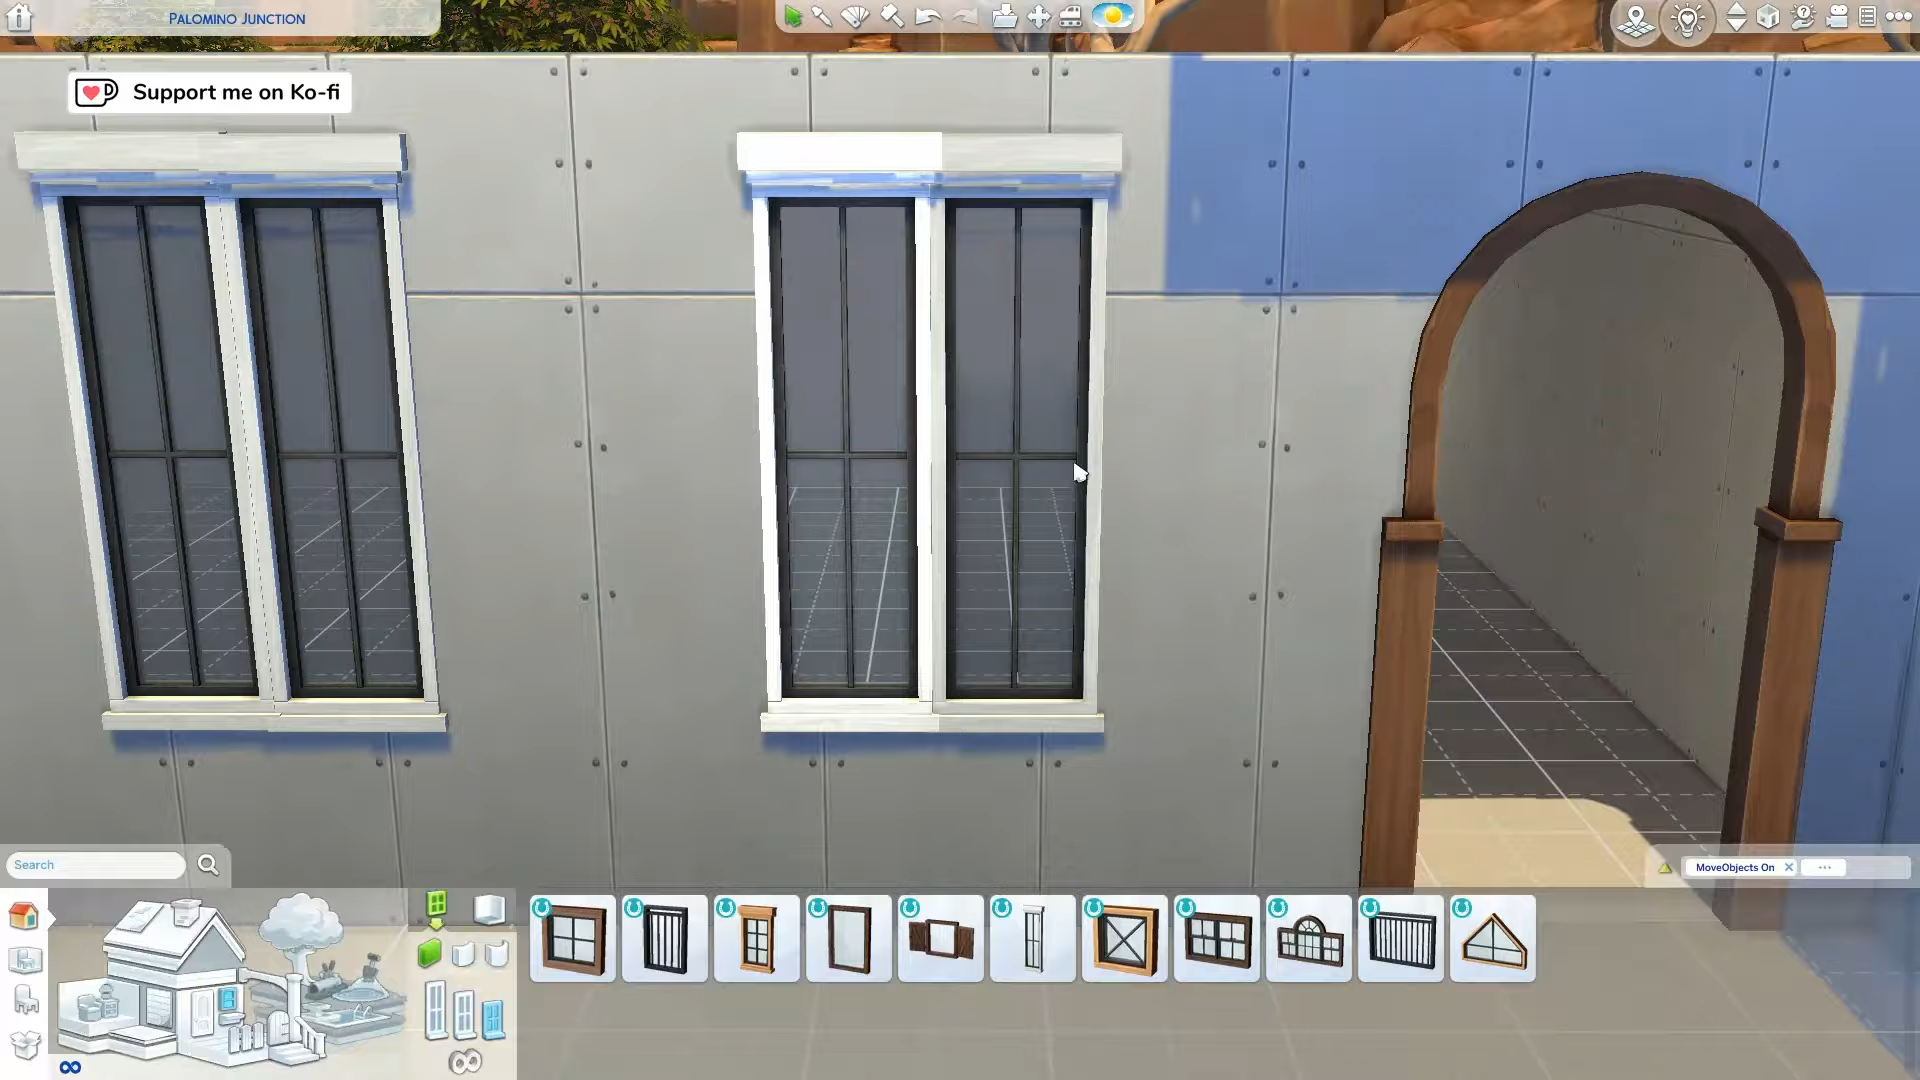 PALOMINO JUNCTION
Support me on Ko-fi
Search
MoveObjects On